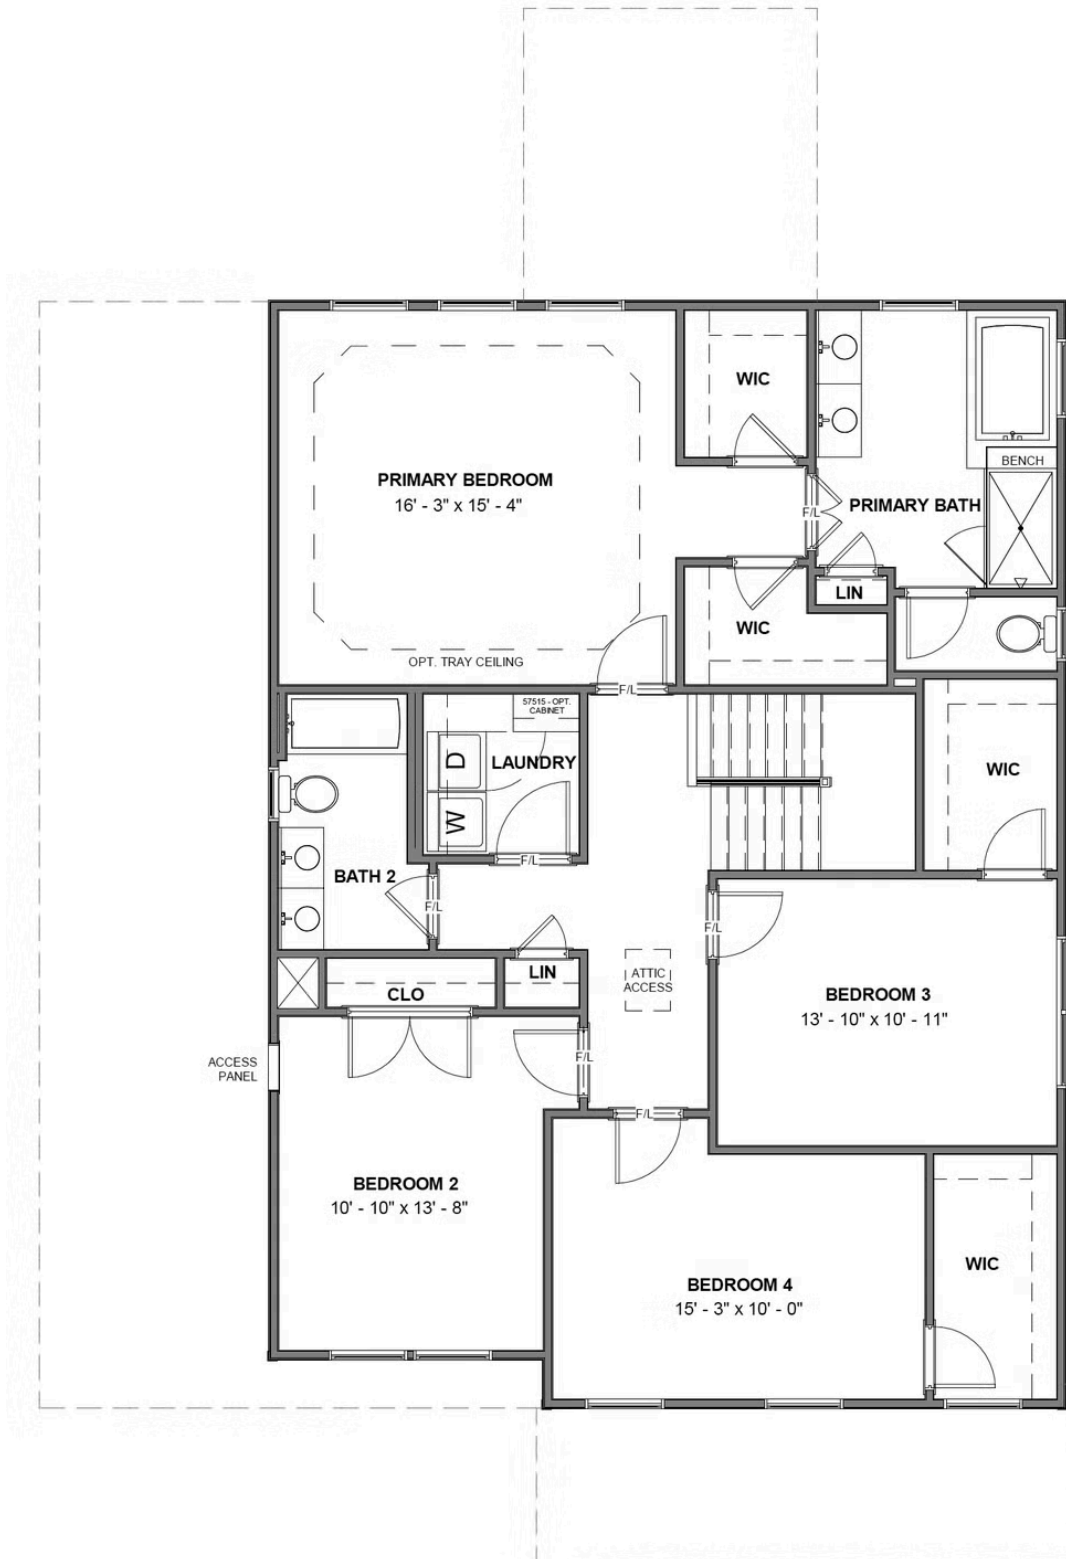 WIC
PRIMARY BEDROOM
16' - 3" x 15' - 4"
BENCH
F/L
PRIMARY BATH
LIN
WIC
OPT. TRAY CEILING
F/L
57515 - OPT.
CABINET
D
LAUNDRY
WIC
W
F/L
BATH 2
F/L
F/L
LIN
CLO
ATTIC
ACCESS
BEDROOM 3
13' - 10" x 10' - 11"
F/L
ACCESS
PANEL
F/L
BEDROOM 2
10' - 10" x 13' - 8"
WIC
BEDROOM 4
15' - 3" x 10' - 0"